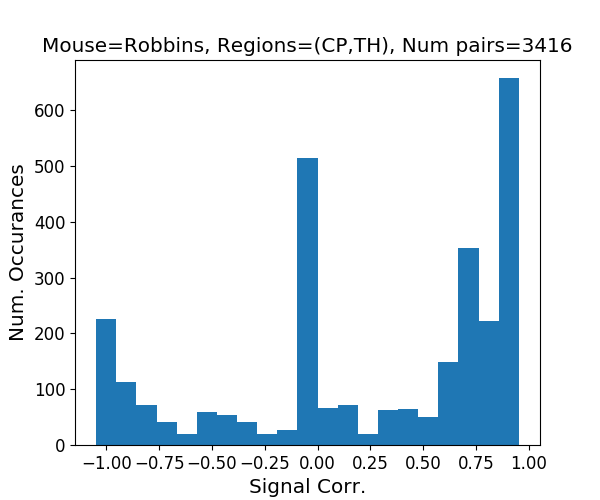 Mouse=Robbins, Regions=(CP,TH), Num pairs=3416
Num. Occurances
600
500
400
300
200
100
0
−1.00 −0.75 −0.50 −0.25 0.00 0.25 0.50 0.75 1.00
Signal Corr.